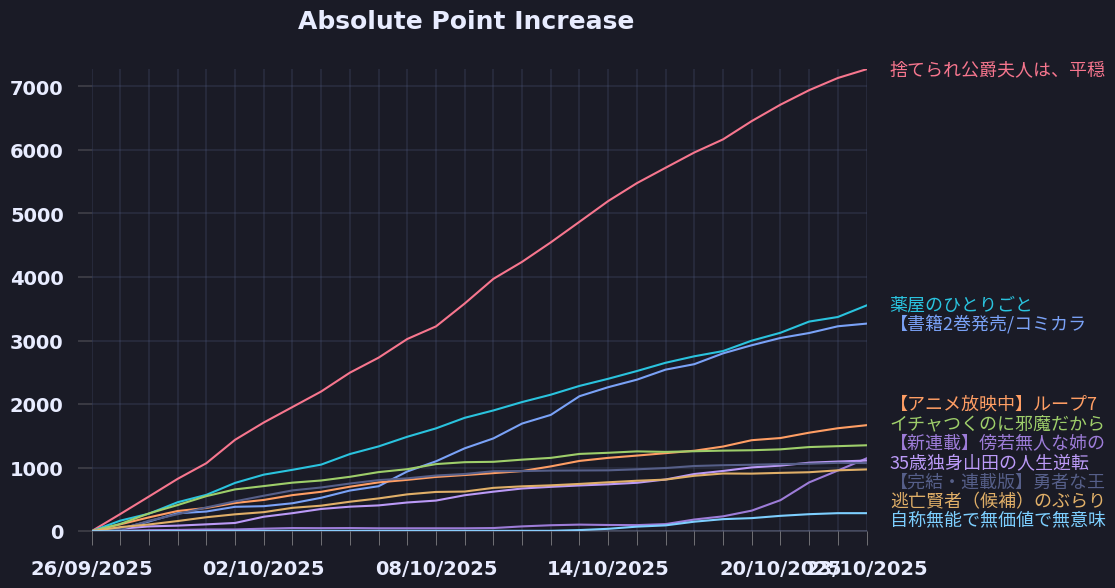 Absolute Point Increase
7000
6000
5000
4000
3000
2000
1000
0
捨てられ公爵夫人は、平穏
薬屋のひとりごと
【書籍2巻発売/コミカラ
【アニメ放映中】ループ7
イチャつくのに邪魔だから
【新連載】傍若無人な姉の
35歳独身山田の人生逆転
【完結・連載版】勇者な王
逃亡賢者（候補）のぶらり
自称無能で無価値で無意味
26/09/2025
02/10/2025
08/10/2025
14/10/2025
20/10/2025
23/10/2025